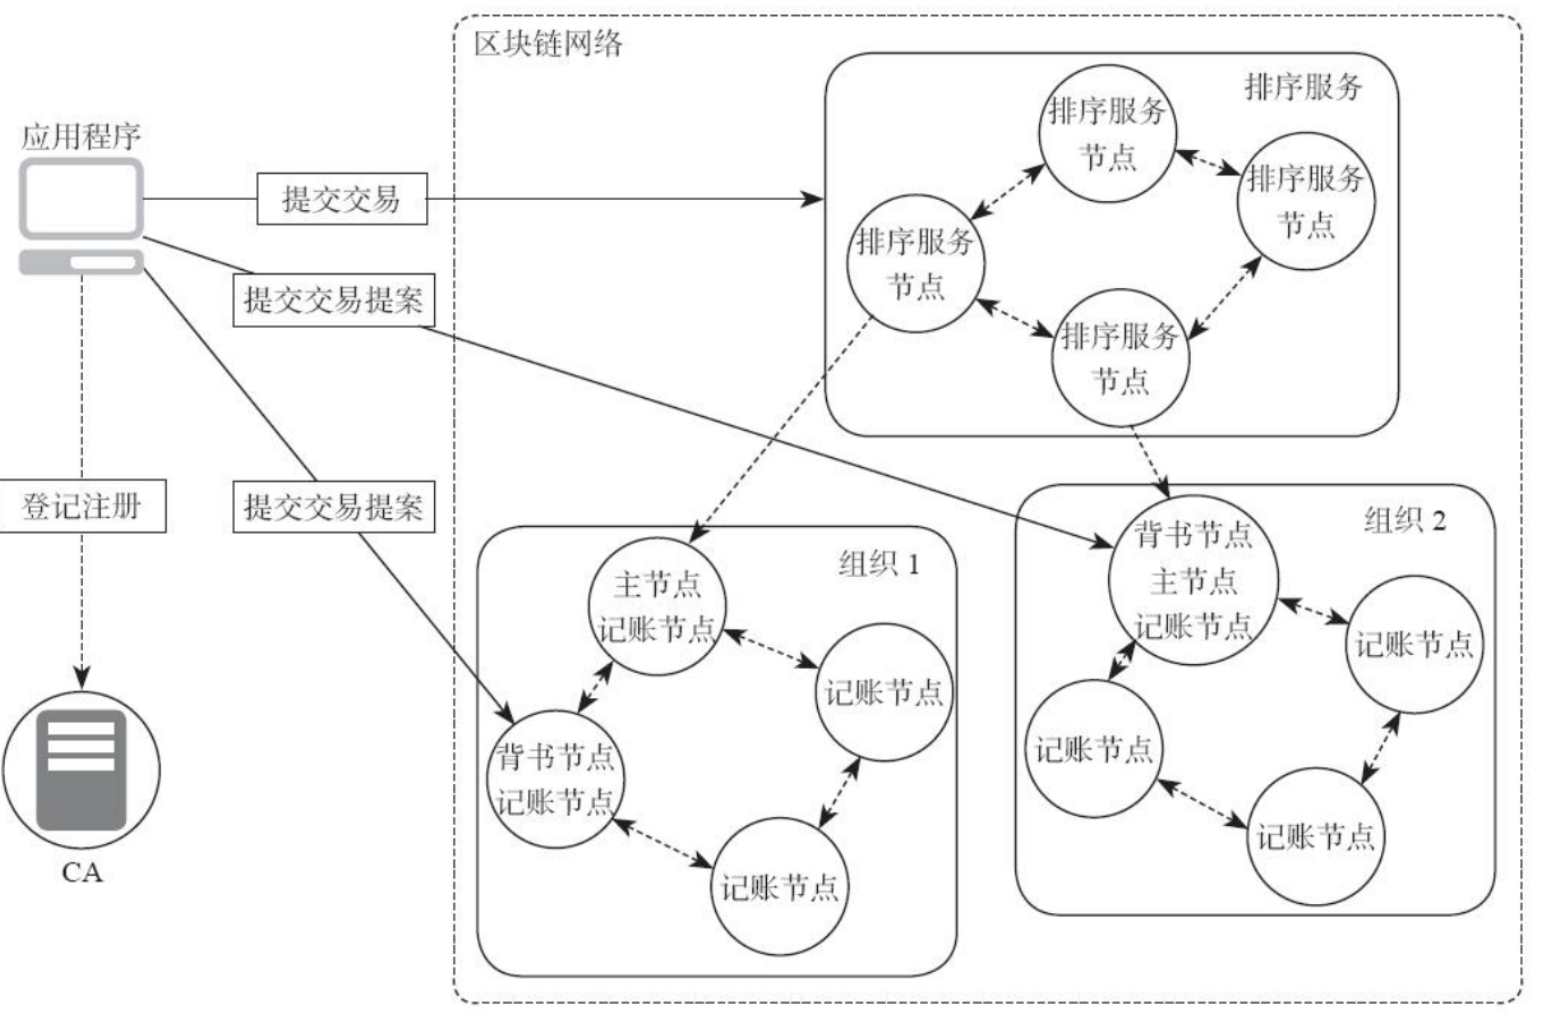 区块链网络
排序服务
排序服务
节点
排序服务
节点
排序服务
节点
排序服务
节点
应用程序
提交交易
提交交易提案
登记注册
提交交易提案
组织 1
主节点
记账节点
记账节点
背书节点
记账节点
记账节点
组织 2
背书节点
主节点
记账节点
记账节点
记账节点
记账节点
CA